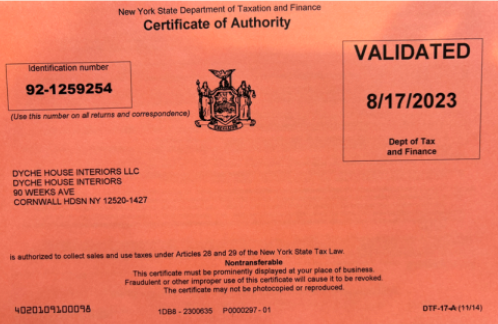 New York State Department of Taxation and Finance
Certificate of Authority
Identification number
92-1259254
(Use this number on all returns and correspondence)
VALIDATED
8/17/2023
Dept of Tax
and Finance
DYCHE HOUSE INTERIORS LLC
DYCHE HOUSE INTERIORS
90 WEEKS AVE
CORNWALL HDSN NY 12520-1427
is authorized to collect sales and use taxes under Articles 28 and 29 of the New York State Tax Law.
Nontransferable
This certificate must be prominently displayed at your place of business.
Fraudulent or other improper use of this certificate will cause it to be revoked.
The certificate may not be photocopied or reproduced.
4020109100098
1DB8 - 2300635 P0000297 - 01
DTF-17-A (11/14)